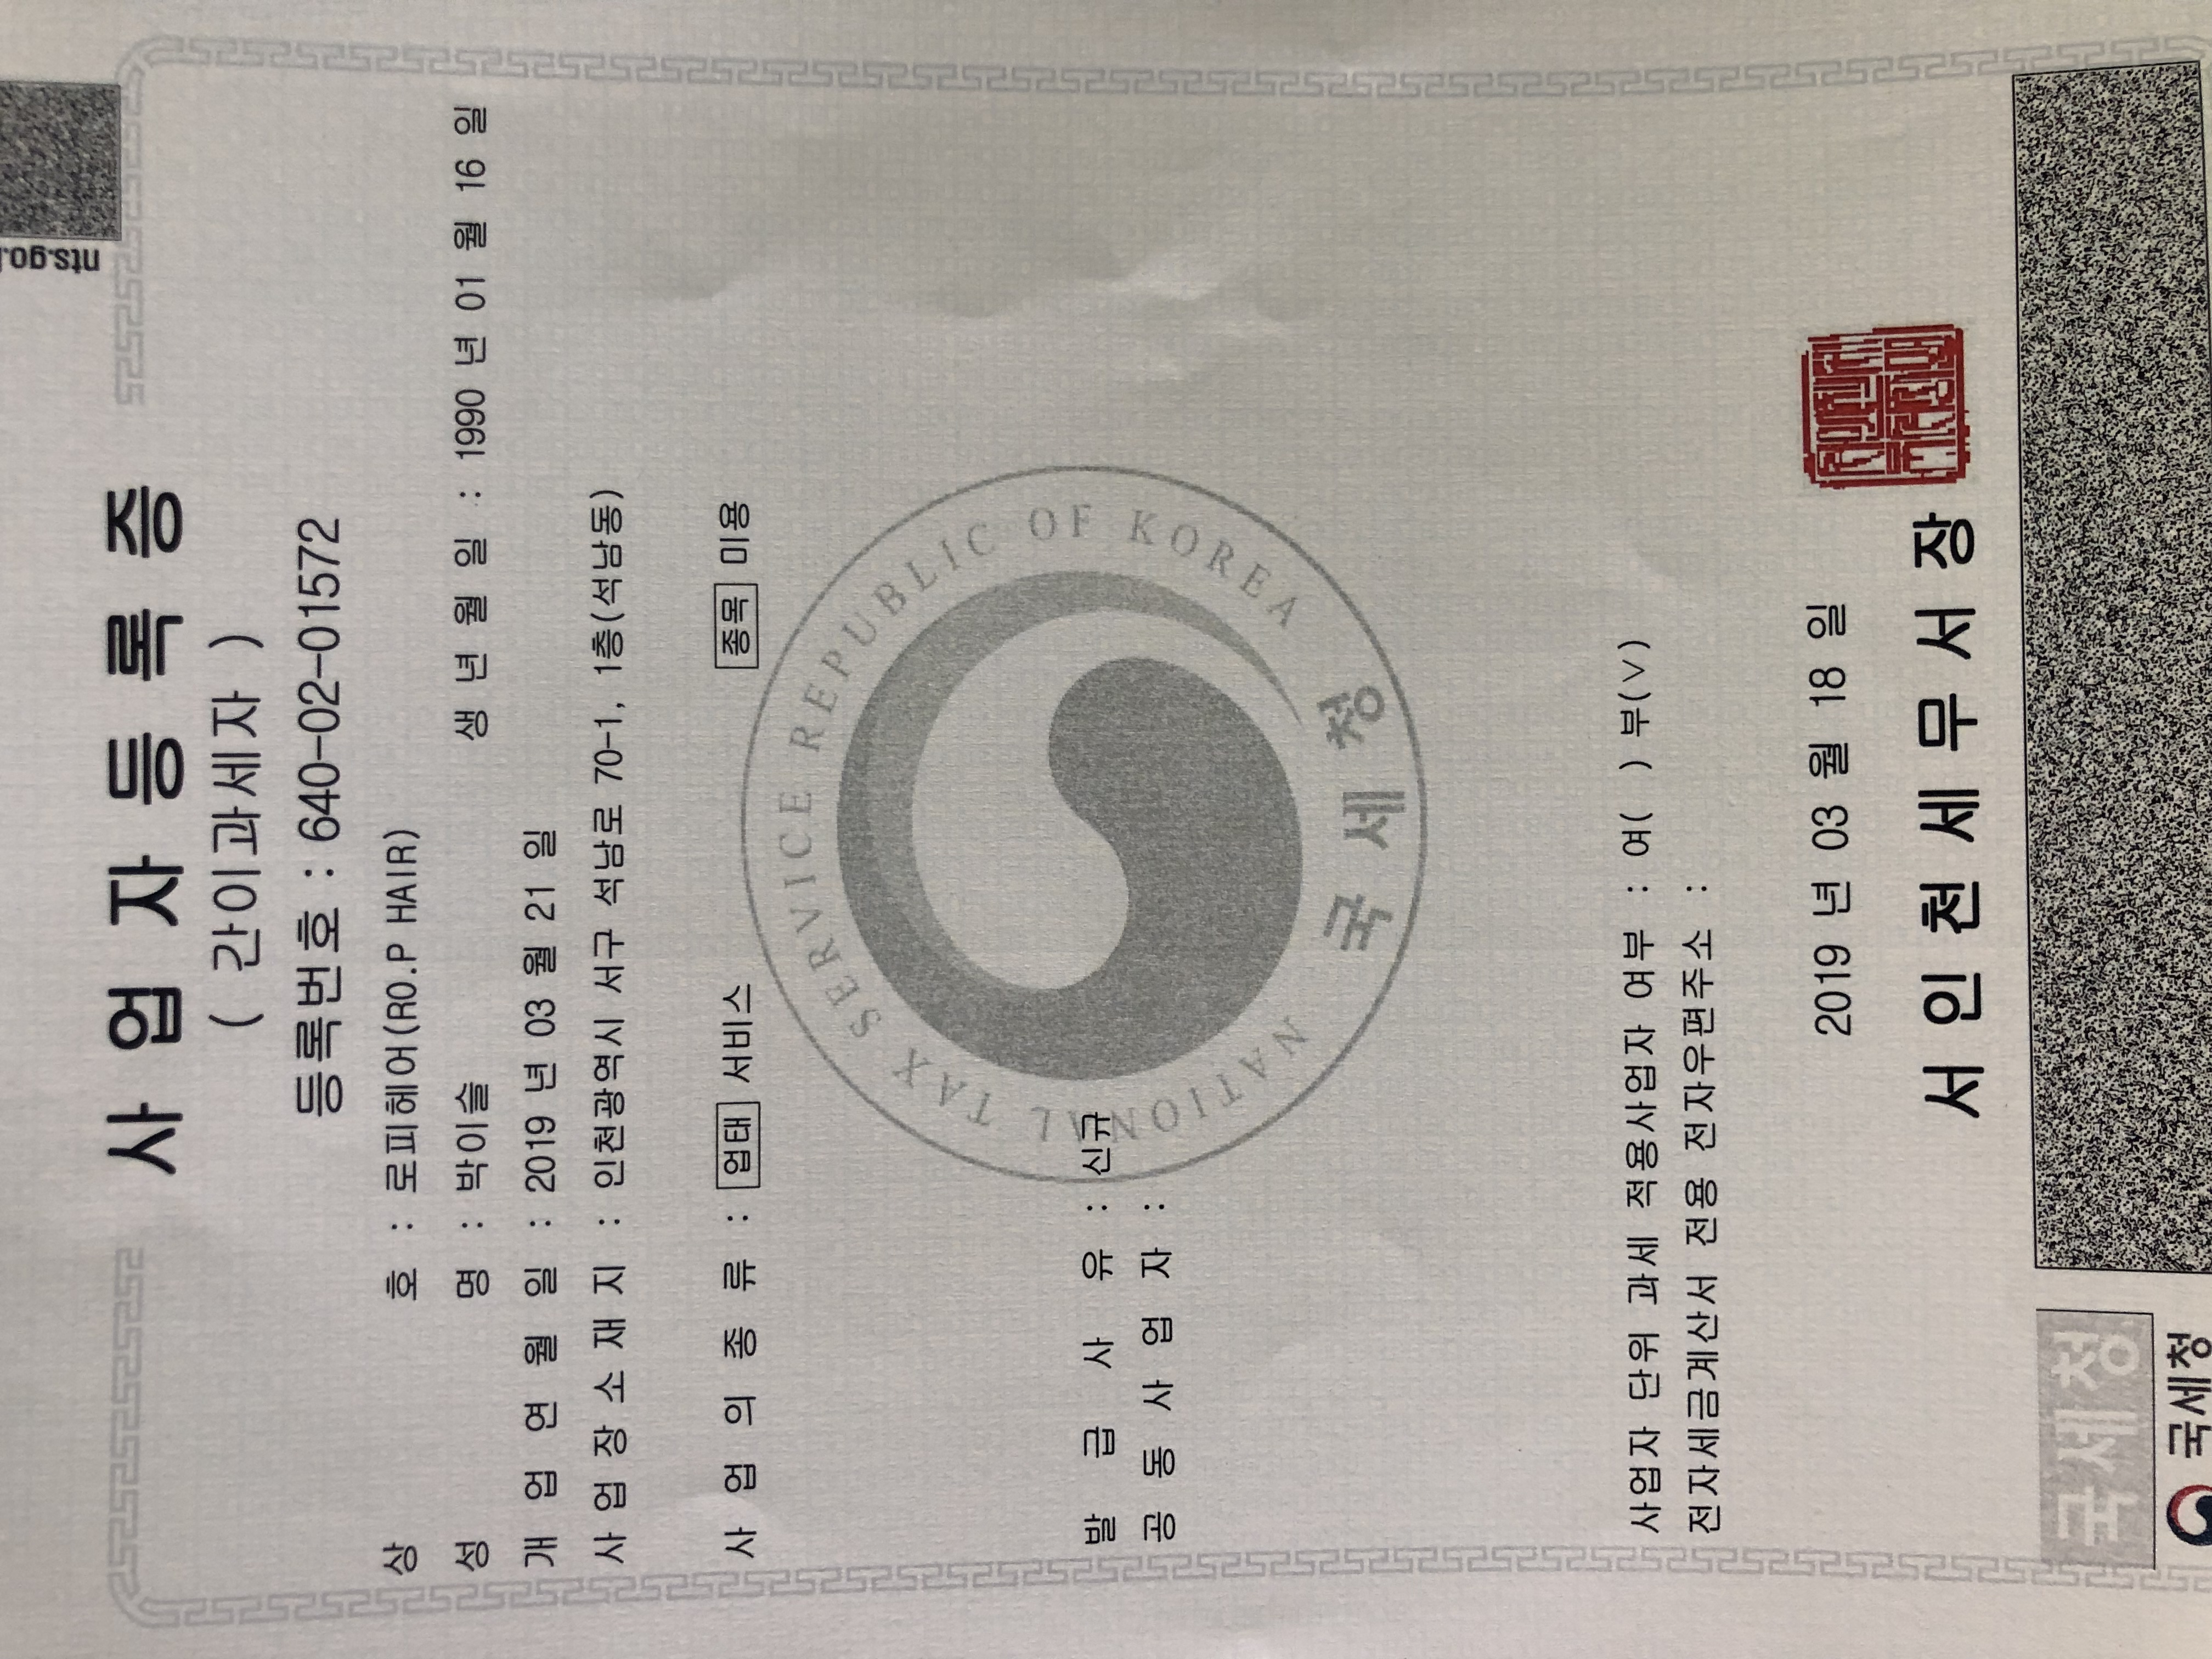 nts.go.
사업자등록증
( 간이과세자 )
등록번호 : 640-02-01572
상 호 : 로피헤어(RO.P HAIR)
성 명 : 박이슬 생 년 월 일 : 1990 년 01 월 16 일
개 업 연 월 일 : 2019 년 03 월 21 일
사 업 장 소 재 지 : 인천광역시 서구 석남로 70-1, 1층(석남동)
사 업 의 종 류 : 업태 서비스 종목 미용
NATIONAL TAX SERVICE REPUBLIC OF KOREA
국세청
발 급 사 유 : 신규
공 동 사 업 자 :
사업자 단위 과세 적용사업자 여부 : 여( ) 부(∨)
전자세금계산서 전용 전자우편주소 :
2019 년 03 월 18 일
서 인 천 세 무 서 장
국세청
국세청